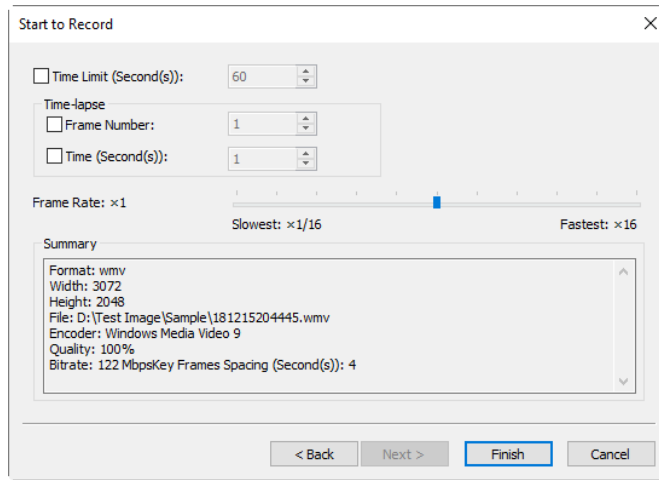 Start to Record
Time Limit (Second(s)): 60
Time-lapse
Frame Number: 1
Time (Second(s)): 1
Frame Rate: ×1
Slowest: ×1/16 Fastest: ×16
Summary
Format: wmv
Width: 3072
Height: 2048
File: D:\Test Image\Sample\181215204445.wmv
Encoder: Windows Media Video 9
Quality: 100%
Bitrate: 122 MbpsKey Frames Spacing (Second(s)): 4
< Back Next > Finish Cancel